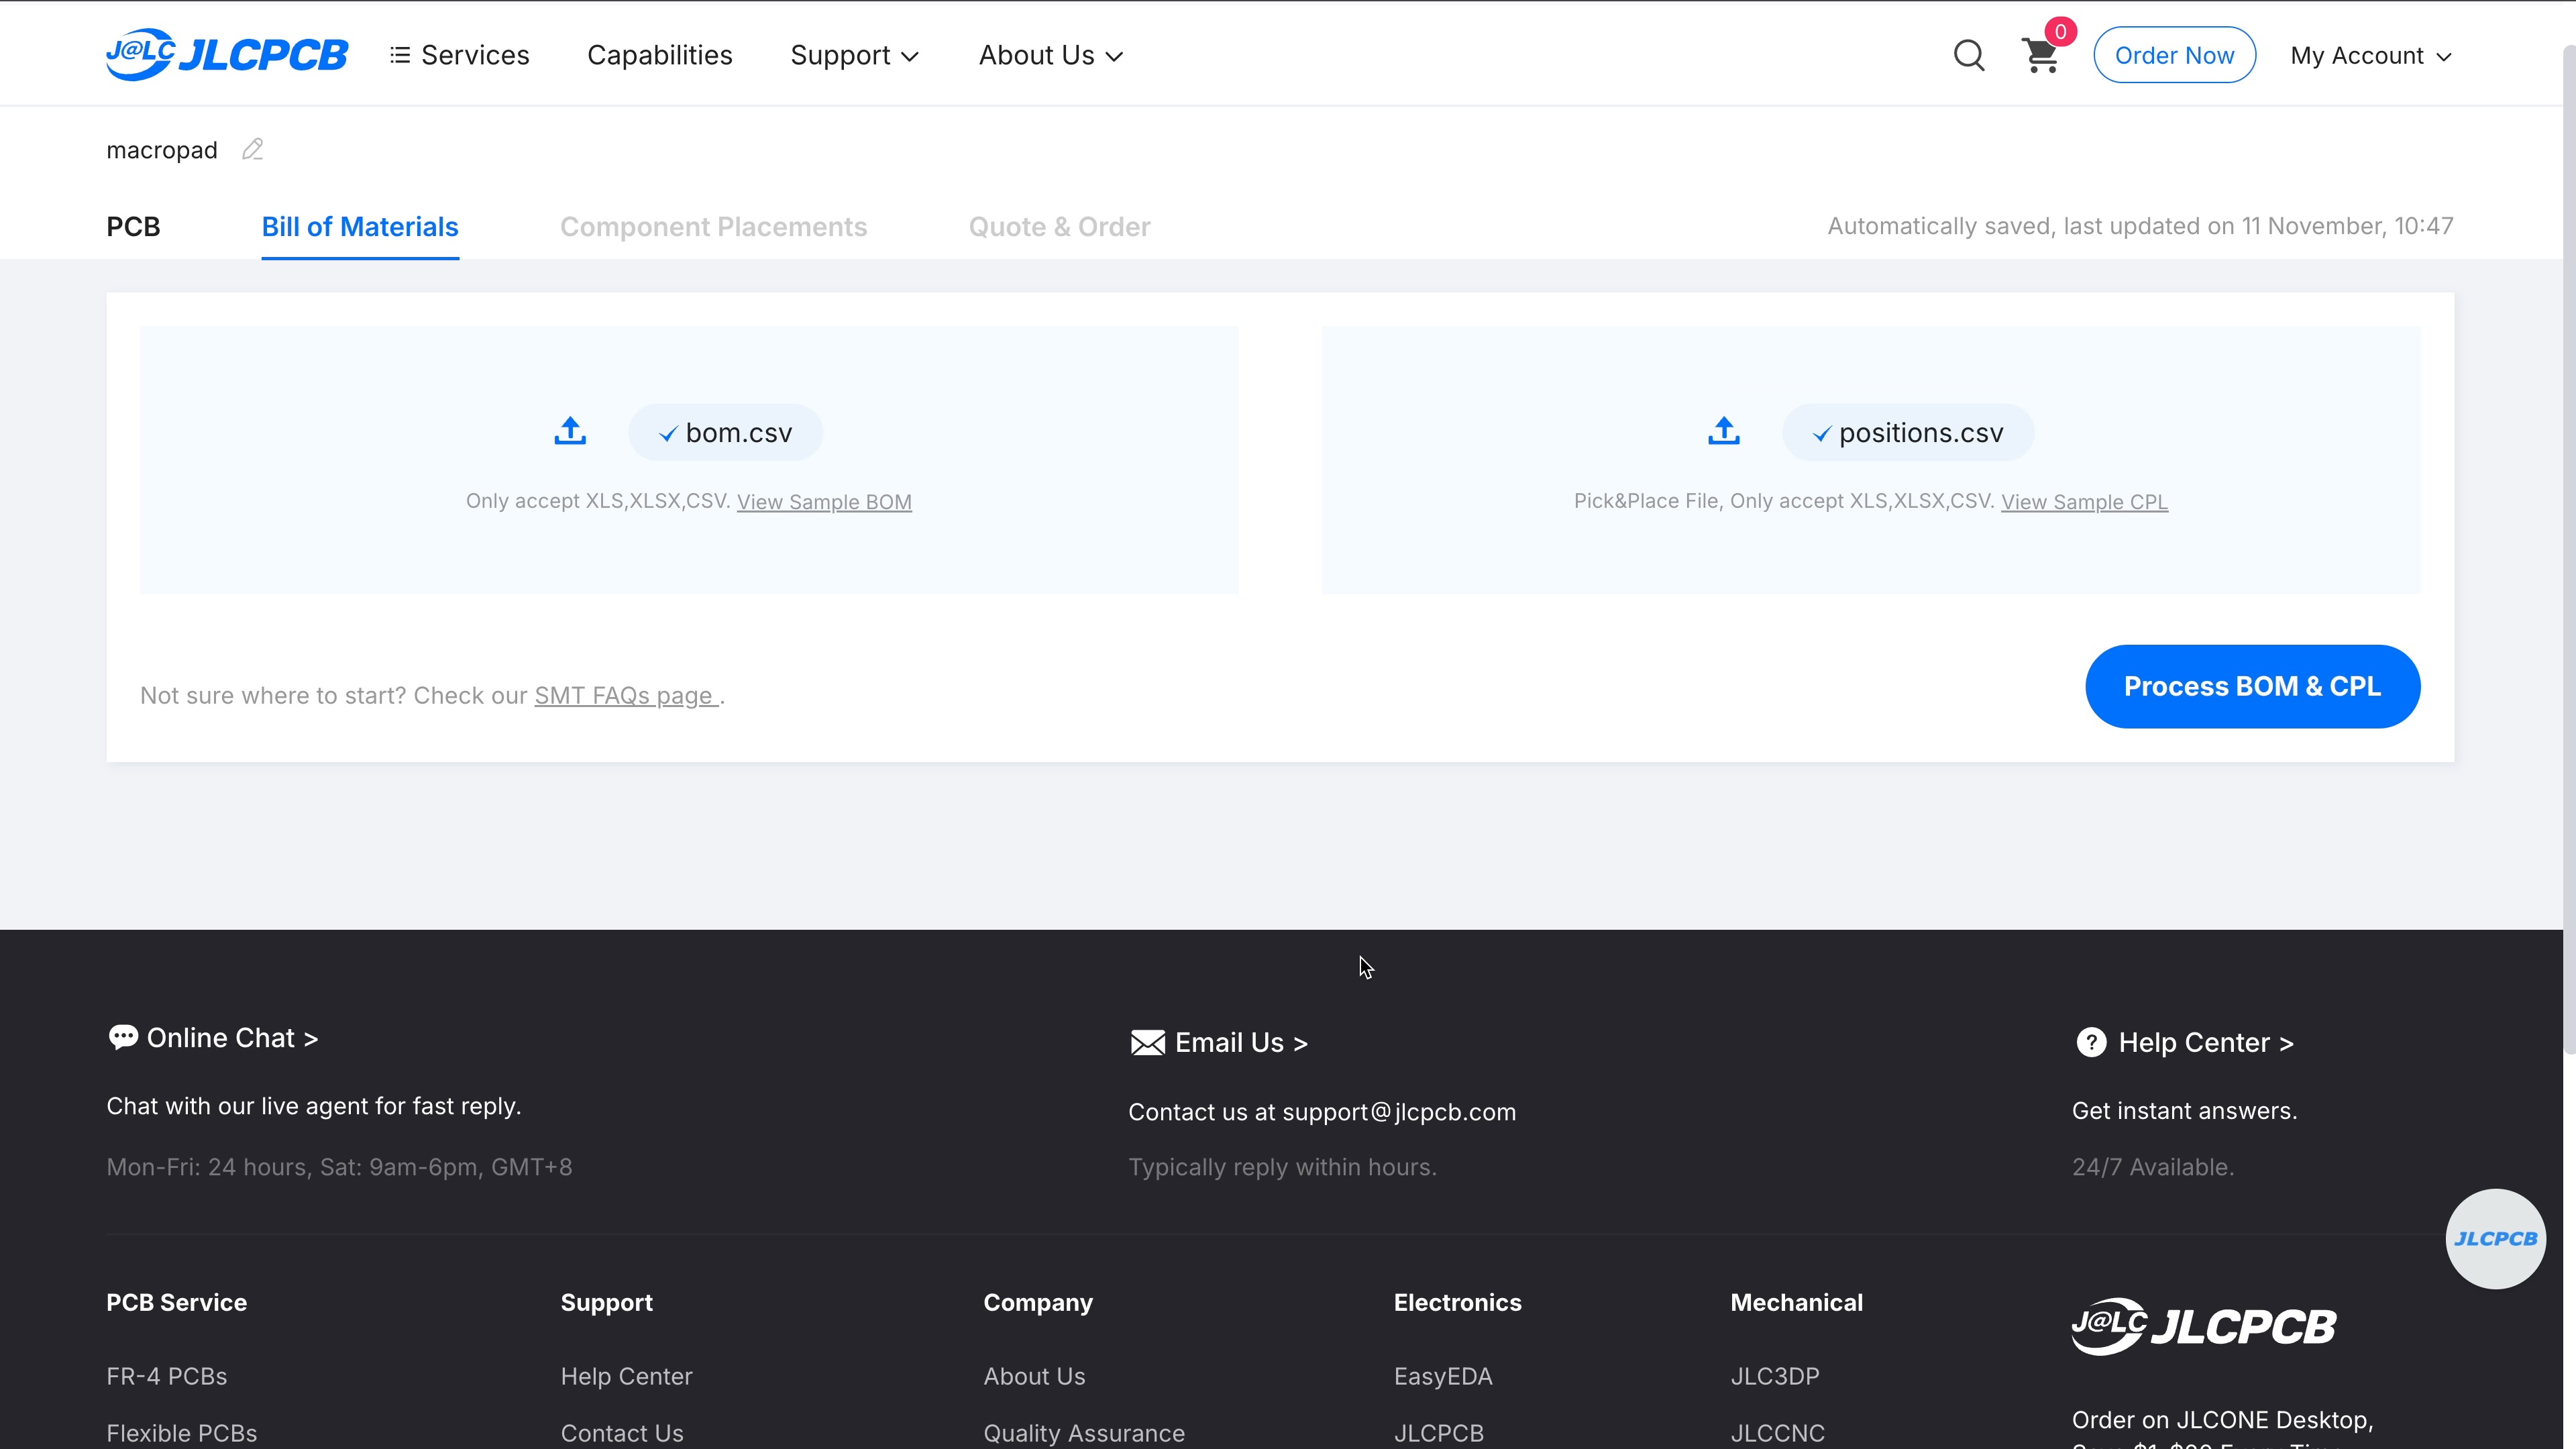 J@LC JLCPCB
Services
Capabilities
Support
About Us
0
Order Now
My Account
macropad
PCB
Bill of Materials
Component Placements
Quote & Order
Automatically saved, last updated on 11 November, 10:47
bom.csv
Only accept XLS,XLSX,CSV. View Sample BOM
positions.csv
Pick&Place File, Only accept XLS,XLSX,CSV. View Sample CPL
Not sure where to start? Check our SMT FAQs page .
Process BOM & CPL
Online Chat >
Chat with our live agent for fast reply.
Mon-Fri: 24 hours, Sat: 9am-6pm, GMT+8
Email Us >
Contact us at support@jlcpcb.com
Typically reply within hours.
Help Center >
Get instant answers.
24/7 Available.
JLCPCB
PCB Service
FR-4 PCBs
Flexible PCBs
Support
Help Center
Contact Us
Company
About Us
Quality Assurance
Electronics
EasyEDA
JLCPCB
Mechanical
JLC3DP
JLCCNC
J@LC JLCPCB
Order on JLCONE Desktop,